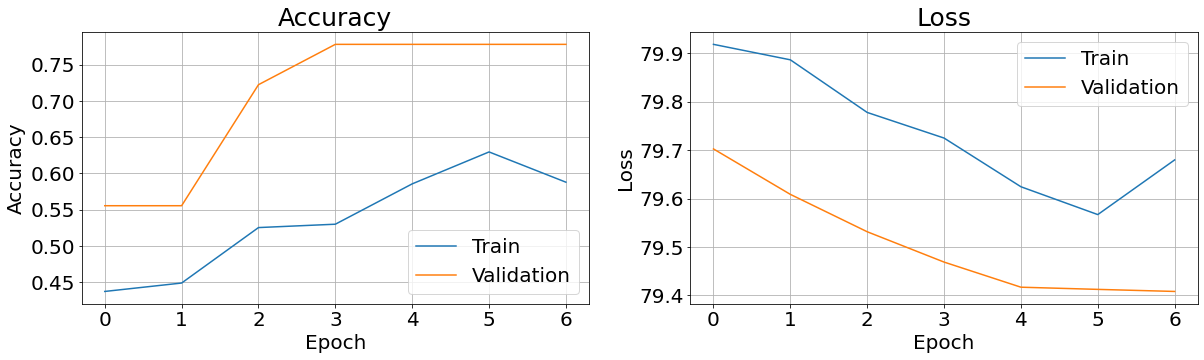 Accuracy
0.75
0.70
0.65
0.60
0.55
0.50
0.45
Accuracy
Train
Validation
0 1 2 3 4 5 6
Epoch
Loss
79.9
79.8
79.7
79.6
79.5
79.4
Loss
Train
Validation
0 1 2 3 4 5 6
Epoch